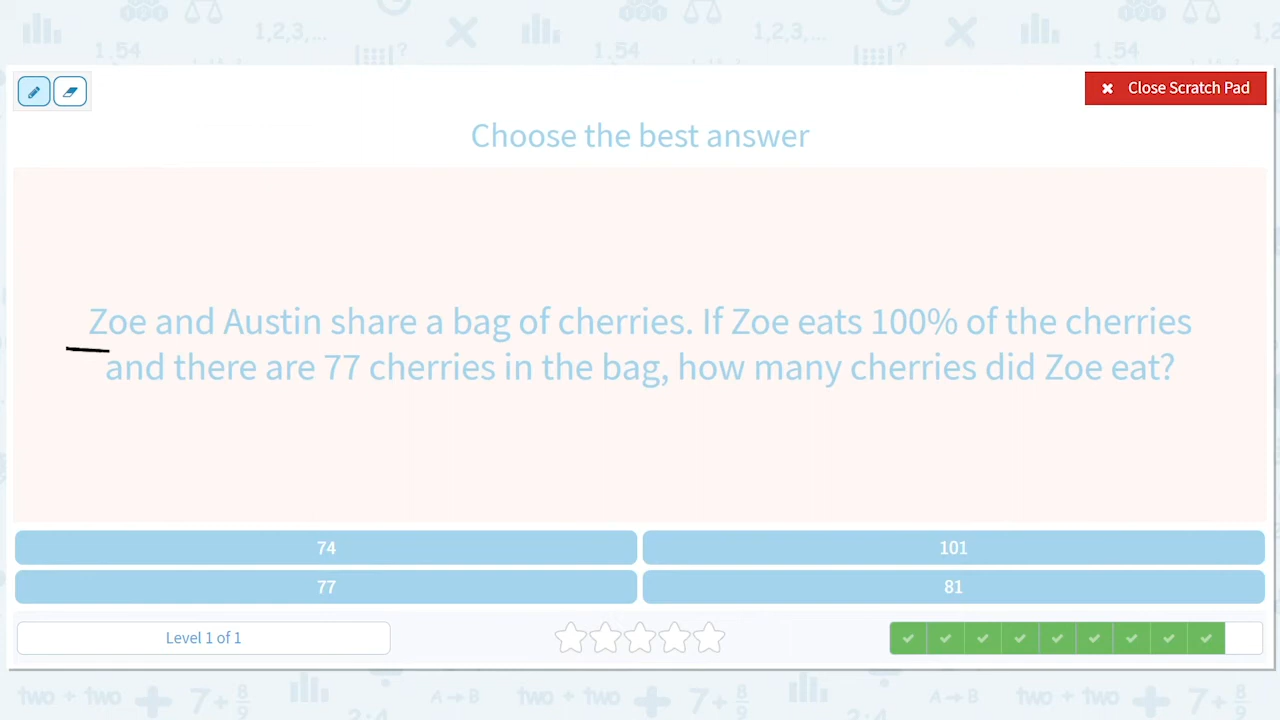 Close Scratch Pad
Choose the best answer
Zoe and Austin share a bag of cherries. If Zoe eats 100% of the cherries
and there are 77 cherries in the bag, how many cherries did Zoe eat?
74
101
77
81
Level 1 of 1